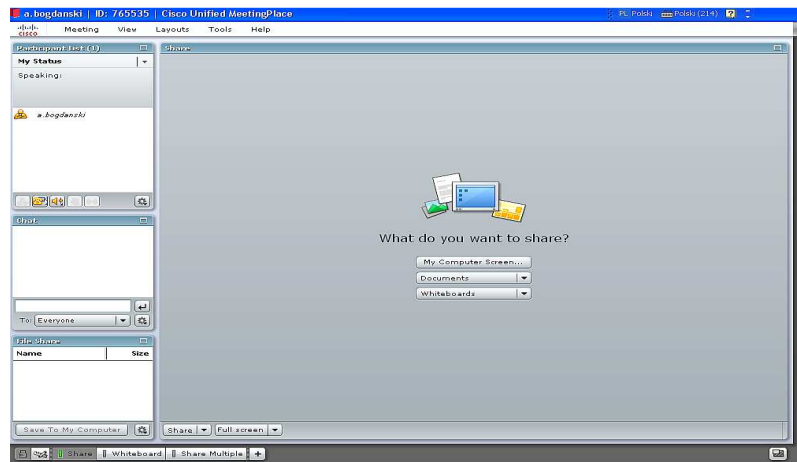 a.bogdanski | ID: 765535 | Cisco Unified MeetingPlace
PL Polski Polski (214)
CISCO Meeting View Layouts Tools Help
Participant List (1)
My Status
Speaking:
a.bogdanski
Chat
To: Everyone
File Share
Name Size
Save To My Computer
Share
What do you want to share?
My Computer Screen...
Documents
Whiteboards
Share Full screen
Share Whiteboard Share Multiple +